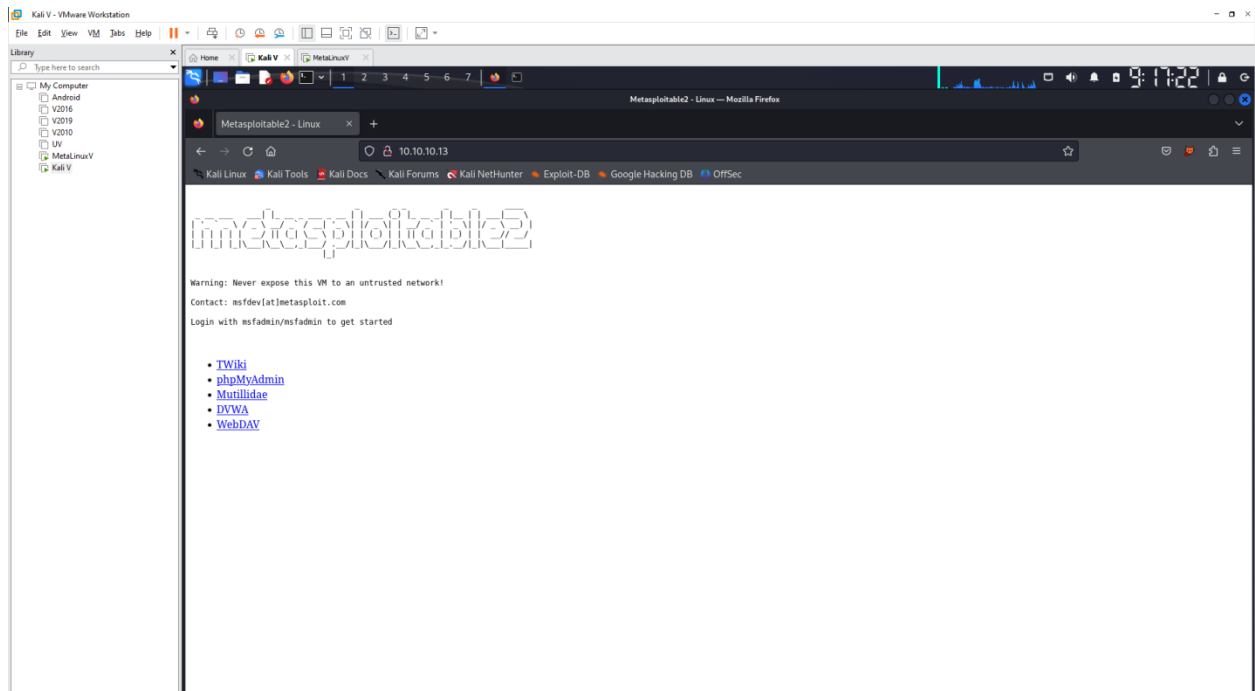 Kali V - VMware Workstation
File Edit View VM Tabs Help
Library
Type here to search
My Computer
Android
V2016
V2019
V2010
UV
MetaLinuxV
Kali V
Home Kali V MetaLinuxV
1 2 3 4 5 6 7
9:17:22
Metasploitable2 - Linux — Mozilla Firefox
Metasploitable2 - Linux
10.10.10.13
Kali Linux Kali Tools Kali Docs Kali Forums Kali NetHunter Exploit-DB Google Hacking DB OffSec
metasploitable2
Warning: Never expose this VM to an untrusted network!
Contact: msfdev[at]metasploit.com
Login with msfadmin/msfadmin to get started
TWiki
phpMyAdmin
Mutillidae
DVWA
WebDAV